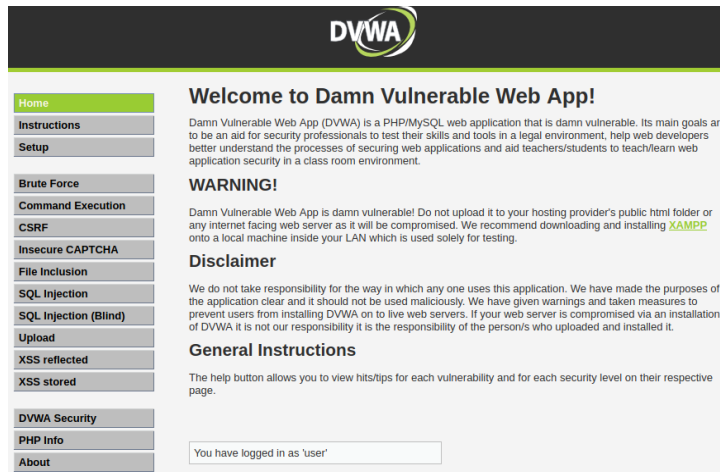 DVWA
Home
Instructions
Setup
Brute Force
Command Execution
CSRF
Insecure CAPTCHA
File Inclusion
SQL Injection
SQL Injection (Blind)
Upload
XSS reflected
XSS stored
DVWA Security
PHP Info
About
Welcome to Damn Vulnerable Web App!
Damn Vulnerable Web App (DVWA) is a PHP/MySQL web application that is damn vulnerable. Its main goals ar
to be an aid for security professionals to test their skills and tools in a legal environment, help web developers
better understand the processes of securing web applications and aid teachers/students to teach/learn web
application security in a class room environment.
WARNING!
Damn Vulnerable Web App is damn vulnerable! Do not upload it to your hosting provider's public html folder or
any internet facing web server as it will be compromised. We recommend downloading and installing XAMPP
onto a local machine inside your LAN which is used solely for testing.
Disclaimer
We do not take responsibility for the way in which any one uses this application. We have made the purposes of
the application clear and it should not be used maliciously. We have given warnings and taken measures to
prevent users from installing DVWA on to live web servers. If your web server is compromised via an installation
of DVWA it is not our responsibility it is the responsibility of the person/s who uploaded and installed it.
General Instructions
The help button allows you to view hits/tips for each vulnerability and for each security level on their respective
page.
You have logged in as 'user'